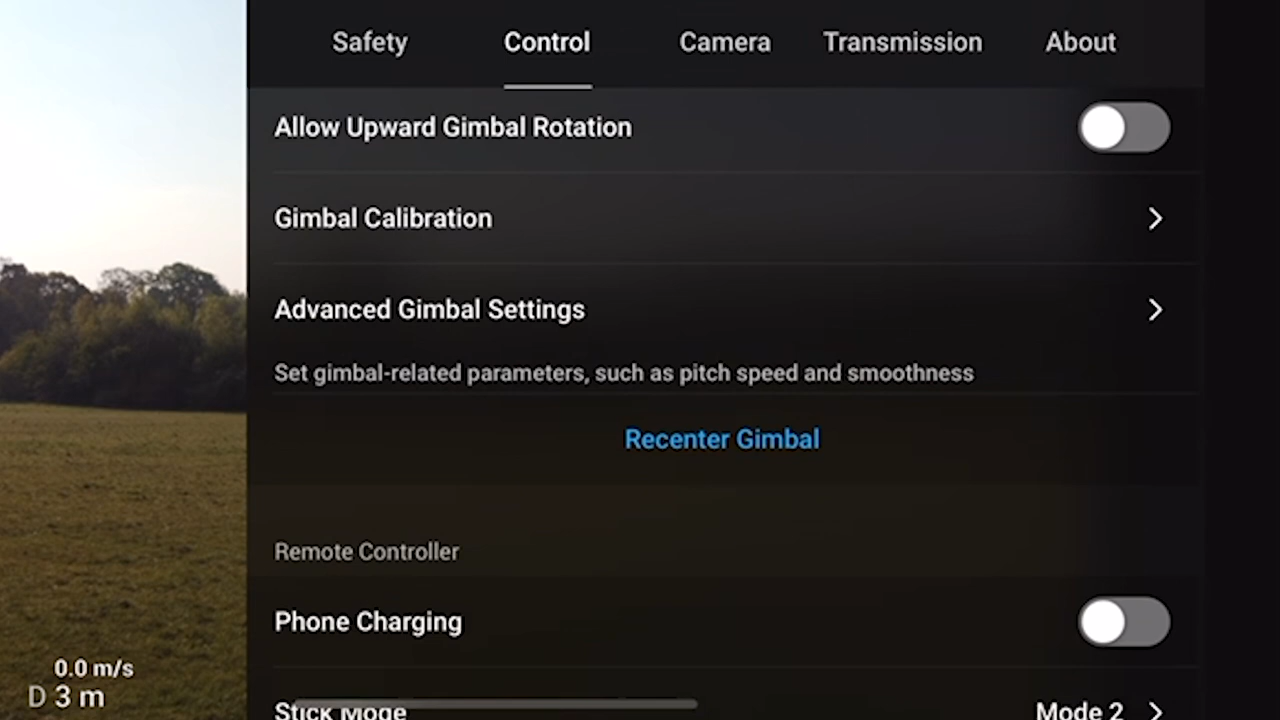 Safety Control Camera Transmission About
Allow Upward Gimbal Rotation
Gimbal Calibration
Advanced Gimbal Settings
Set gimbal-related parameters, such as pitch speed and smoothness
Recenter Gimbal
Remote Controller
Phone Charging
0.0 m/s
D 3 m
Stick Mode Mode 2